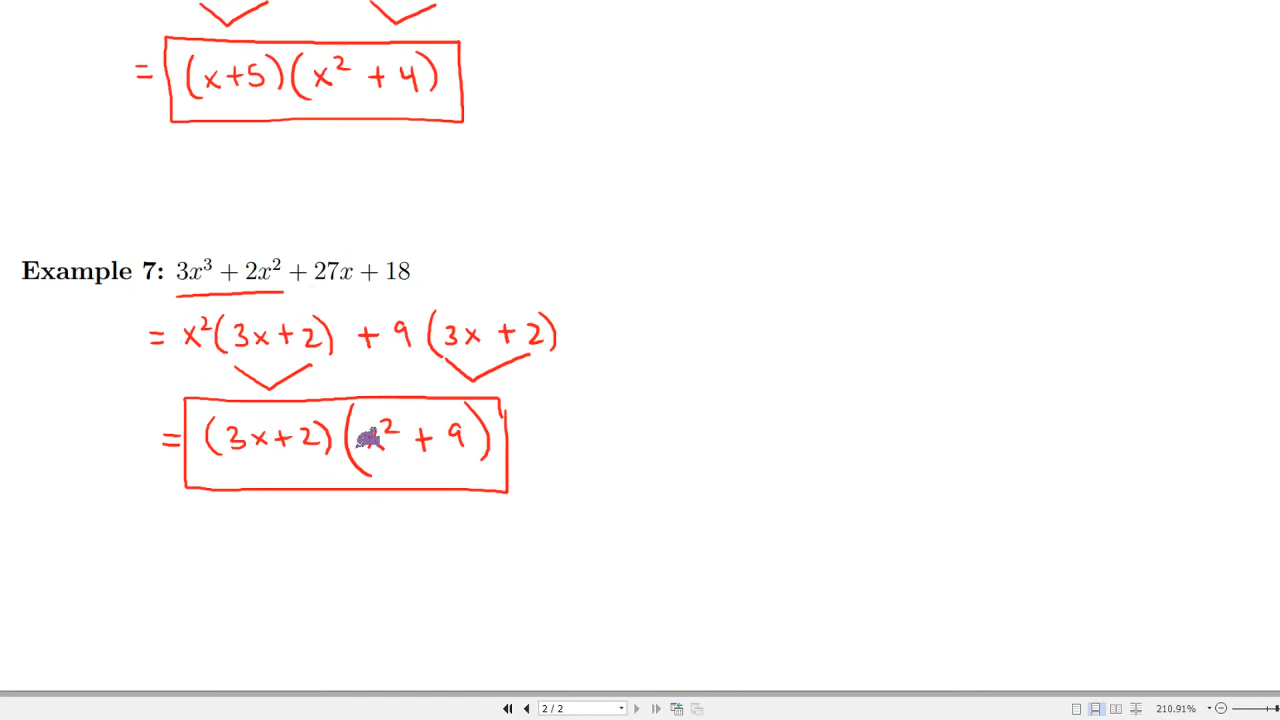 = (x+5)(x² + 4)
Example 7: 3x³ + 2x² + 27x + 18
= x²(3x+2) + 9(3x+2)
= (3x+2)(x² + 9)
2 / 2
210.91%